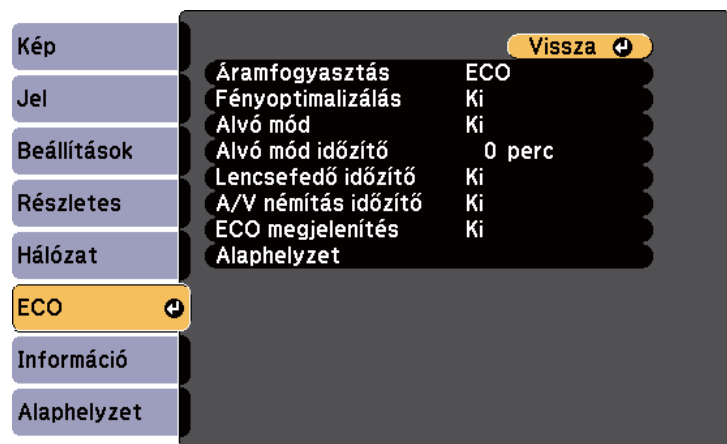 Kép
Jel
Beállítások
Részletes
Hálózat
ECO
Információ
Alaphelyzet
Vissza
Áramfogyasztás ECO
Fényoptimalizálás Ki
Alvó mód Ki
Alvó mód időzítő 0 perc
Lencsefedő időzítő Ki
A/V némítás időzítő Ki
ECO megjelenítés Ki
Alaphelyzet